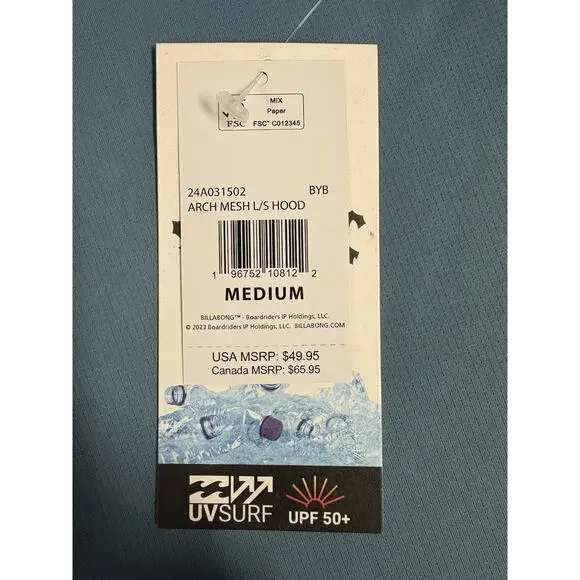 MIX
Paper
FSC
FSC™ C012345
24A031502 BYB
ARCH MESH L/S HOOD
1 96752 10812 2
MEDIUM
BILLABONG™ - Boardriders IP Holdings, LLC.
© 2023 Boardriders IP Holdings, LLC. BILLABONG.COM
USA MSRP: $49.95
Canada MSRP: $65.95
UVSURF
UPF 50+